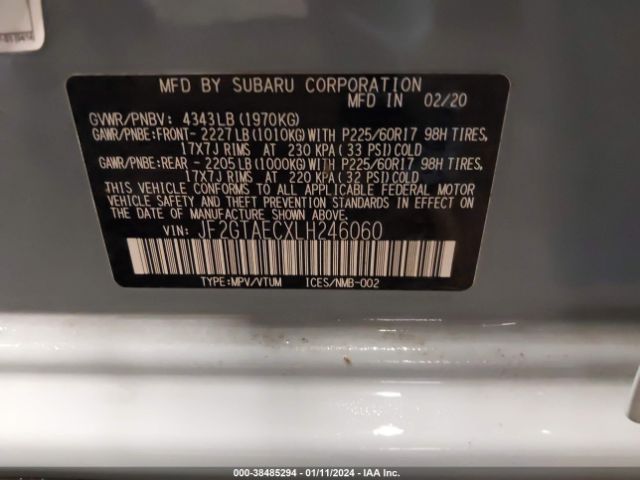 MFD BY SUBARU CORPORATION
MFD IN 02/20
GVWR/PNBV: 4343LB(1970KG)
GAWR/PNBE:FRONT- 2227LB(1010KG)WITH P225/60R17 98H TIRES,
17X7J RIMS AT 230 KPA(33 PSI)COLD
GAWR/PNBE:REAR - 2205LB(1000KG)WITH P225/60R17 98H TIRES,
17X7J RIMS AT 220 KPA(32 PSI)COLD
THIS VEHICLE CONFORMS TO ALL APPLICABLE FEDERAL MOTOR
VEHICLE SAFETY AND THEFT PREVENTION STANDARDS IN EFFECT
ON THE DATE OF MANUFACTURE SHOWN ABOVE.
VIN: JF2GTAECXLH246060
TYPE:MPV/VTUM ICES/NMB-002
000-38485294 - 01/11/2024 - IAA Inc.